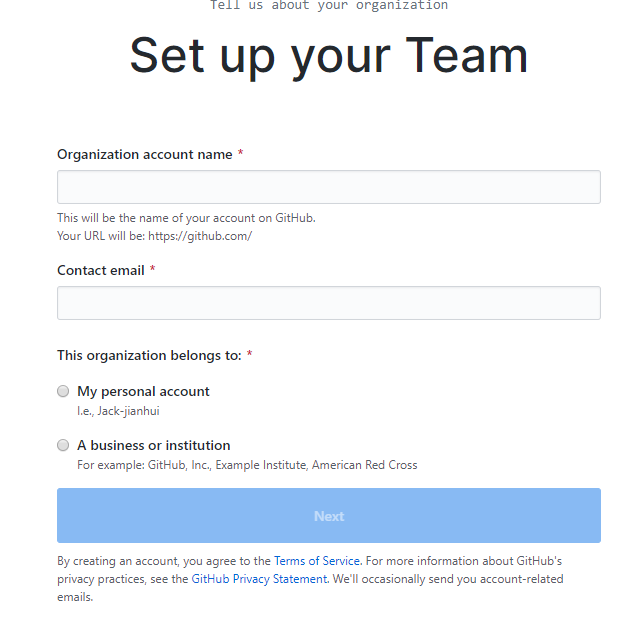 Tell us about your organization
Set up your Team
Organization account name *
This will be the name of your account on GitHub.
Your URL will be: https://github.com/
Contact email *
This organization belongs to: *
My personal account
I.e., Jack-jianhui
A business or institution
For example: GitHub, Inc., Example Institute, American Red Cross
Next
By creating an account, you agree to the Terms of Service. For more information about GitHub's
privacy practices, see the GitHub Privacy Statement. We'll occasionally send you account-related
emails.